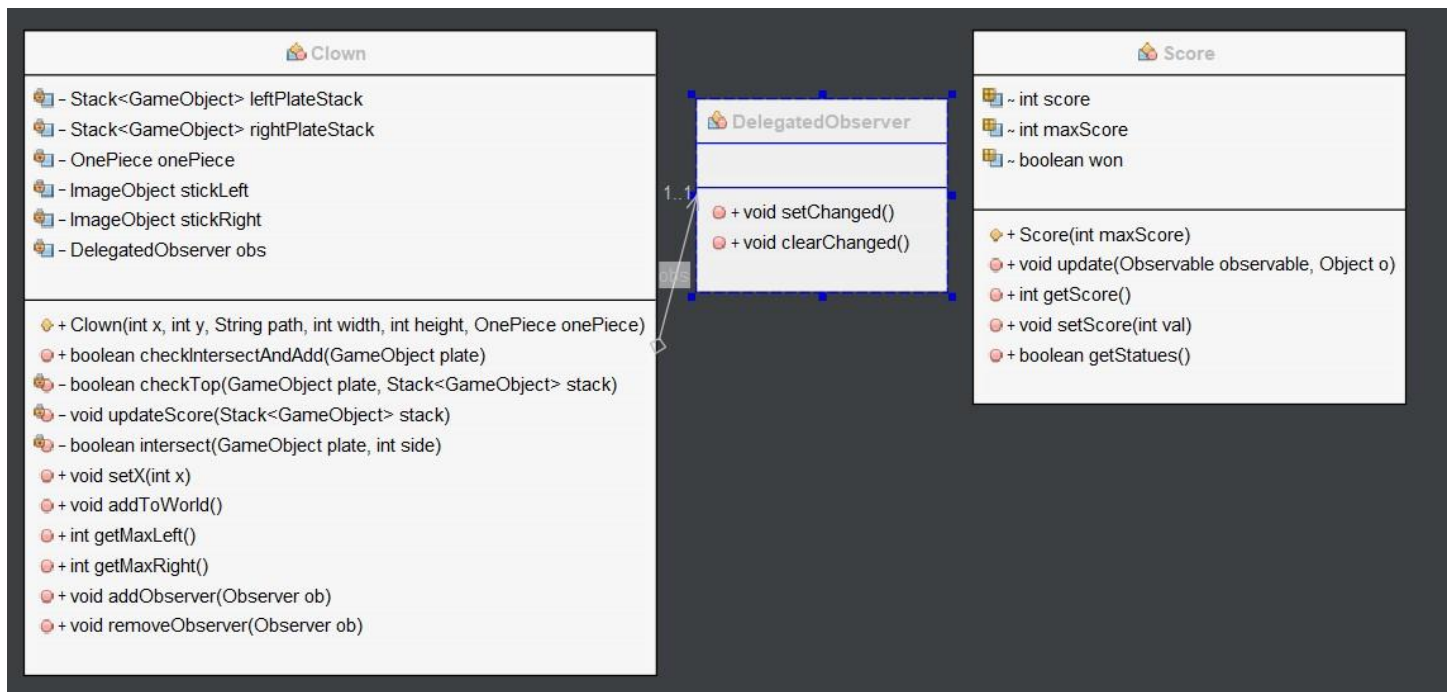 Clown
- Stack<GameObject> leftPlateStack
- Stack<GameObject> rightPlateStack
- OnePiece onePiece
- ImageObject stickLeft
- ImageObject stickRight
- DelegatedObserver obs
+ Clown(int x, int y, String path, int width, int height, OnePiece onePiece)
+ boolean checkIntersectAndAdd(GameObject plate)
- boolean checkTop(GameObject plate, Stack<GameObject> stack)
- void updateScore(Stack<GameObject> stack)
- boolean intersect(GameObject plate, int side)
+ void setX(int x)
+ void addToWorld()
+ int getMaxLeft()
+ int getMaxRight()
+ void addObserver(Observer ob)
+ void removeObserver(Observer ob)
1..1
obs
DelegatedObserver
+ void setChanged()
+ void clearChanged()
Score
~ int score
~ int maxScore
~ boolean won
+ Score(int maxScore)
+ void update(Observable observable, Object o)
+ int getScore()
+ void setScore(int val)
+ boolean getStatues()